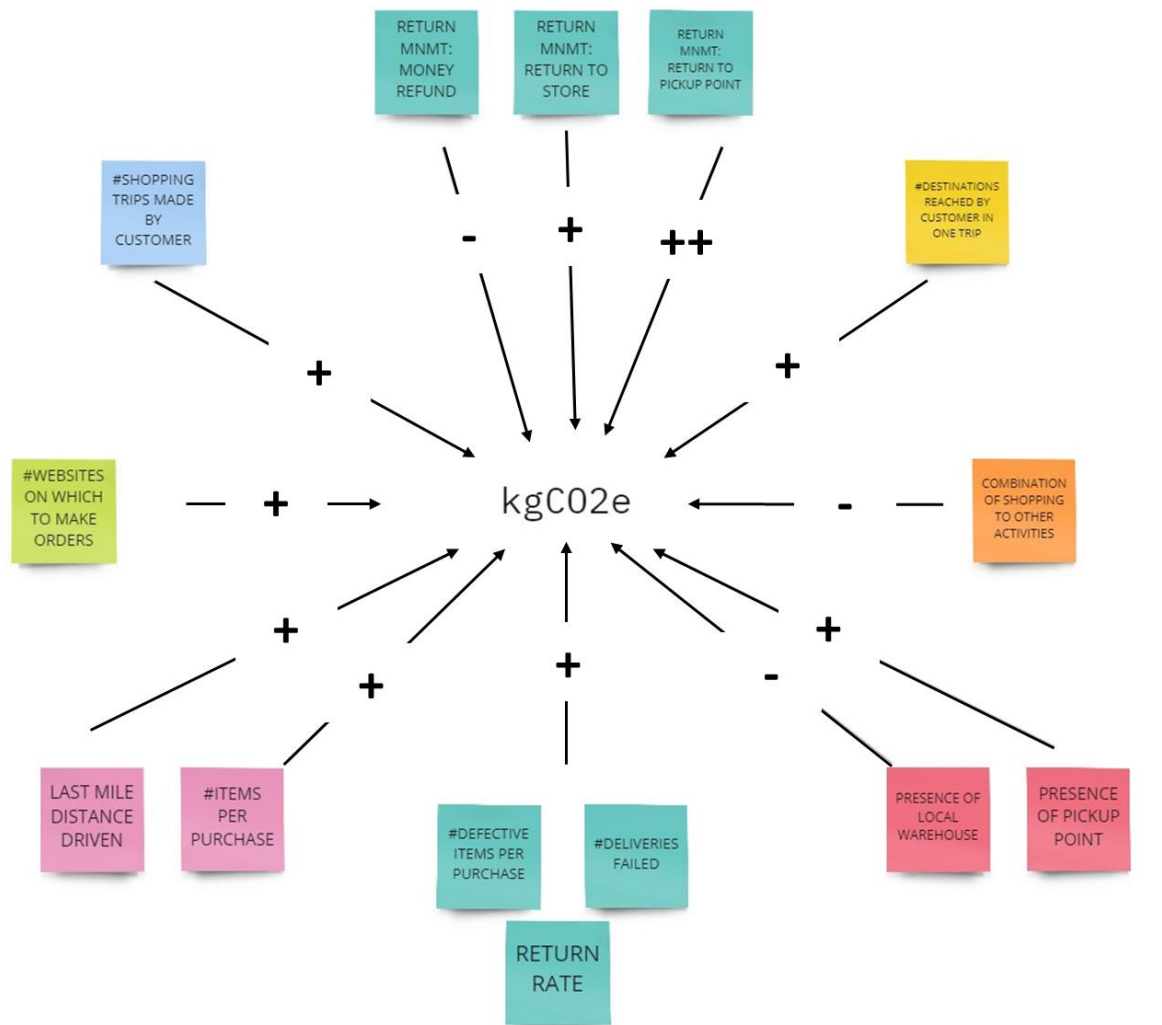 RETURN
MNMT:
MONEY
REFUND
RETURN
MNMT:
RETURN TO
STORE
RETURN
MNMT:
RETURN TO
PICKUP POINT
#SHOPPING
TRIPS MADE
BY
CUSTOMER
#DESTINATIONS
REACHED BY
CUSTOMER IN
ONE TRIP
-
+
++
+
+
#WEBSITES
ON WHICH
TO MAKE
ORDERS
+
kgC02e
-
COMBINATION
OF SHOPPING
TO OTHER
ACTIVITIES
+
+
+
-
+
LAST MILE
DISTANCE
DRIVEN
#ITEMS
PER
PURCHASE
#DEFECTIVE
ITEMS PER
PURCHASE
#DELIVERIES
FAILED
RETURN
RATE
PRESENCE OF
LOCAL
WAREHOUSE
PRESENCE
OF PICKUP
POINT